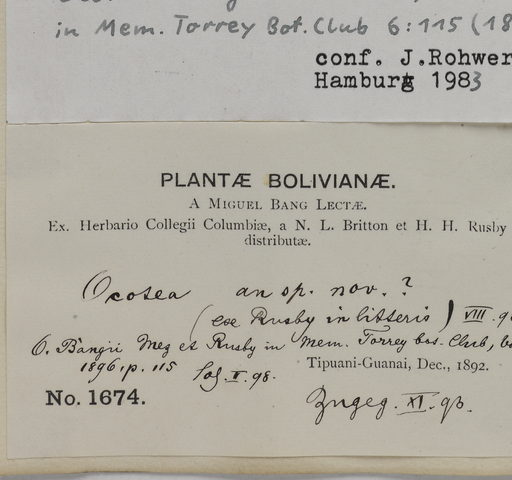 in Mem. Torrey Bot. Club 6:115 (18
conf. J.Rohwer
Hamburg 1983
PLANTÆ BOLIVIANÆ.
A MIGUEL BANG LECTÆ.
Ex. Herbario Collegii Columbiæ, a N. L. Britton et H. H. Rusby
distributæ.
Ocotea an sp. nov. ?
(ex Rusby in litteris) VIII.
O. Bangii Mez et Rusby in Mem. Torrey bot. Club,
1896, p. 115
Tipuani-Guanai, Dec., 1892.
II. 98.
No. 1674.
XI. 93.